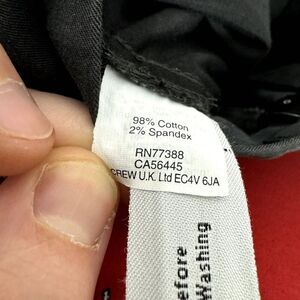 98% Cotton
2% Spandex
RN77388
CA56445
CREW U.K. Ltd EC4V 6JA
efore
Washing